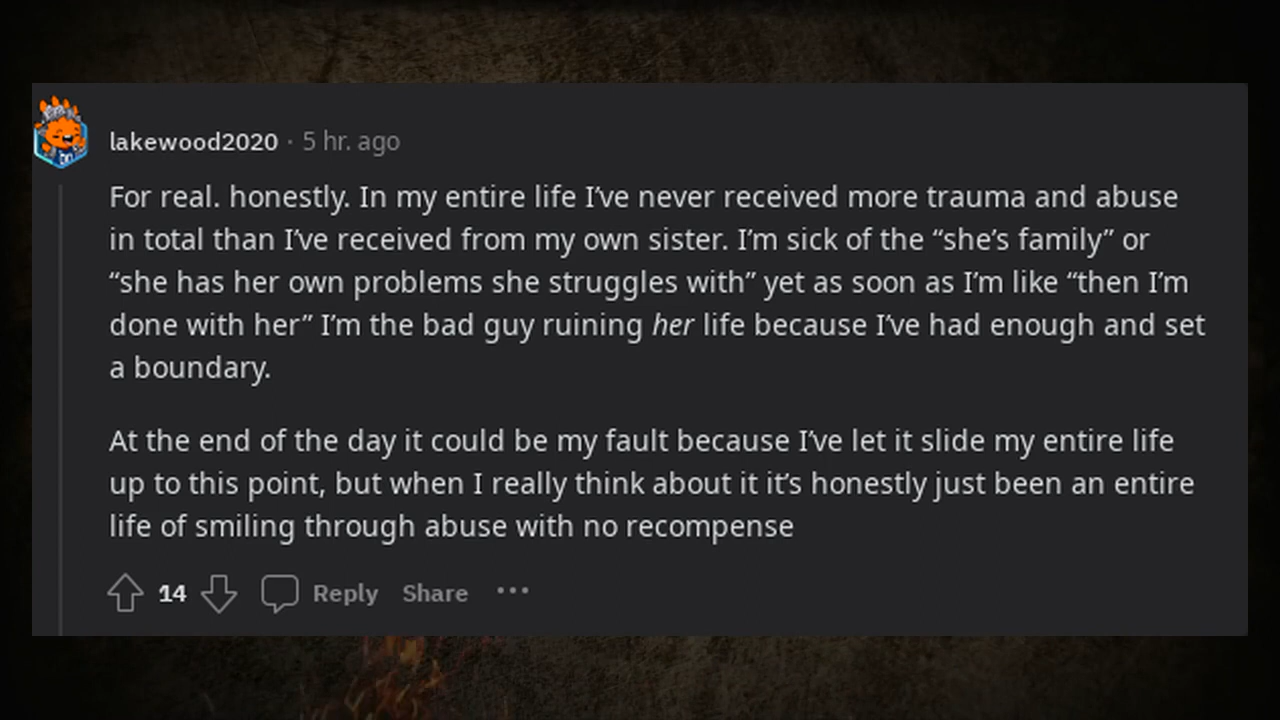 lakewood2020 · 5 hr. ago
For real. honestly. In my entire life I’ve never received more trauma and abuse
in total than I’ve received from my own sister. I’m sick of the “she’s family” or
“she has her own problems she struggles with” yet as soon as I’m like “then I’m
done with her” I’m the bad guy ruining her life because I’ve had enough and set
a boundary.
At the end of the day it could be my fault because I’ve let it slide my entire life
up to this point, but when I really think about it it’s honestly just been an entire
life of smiling through abuse with no recompense
14 Reply Share •••